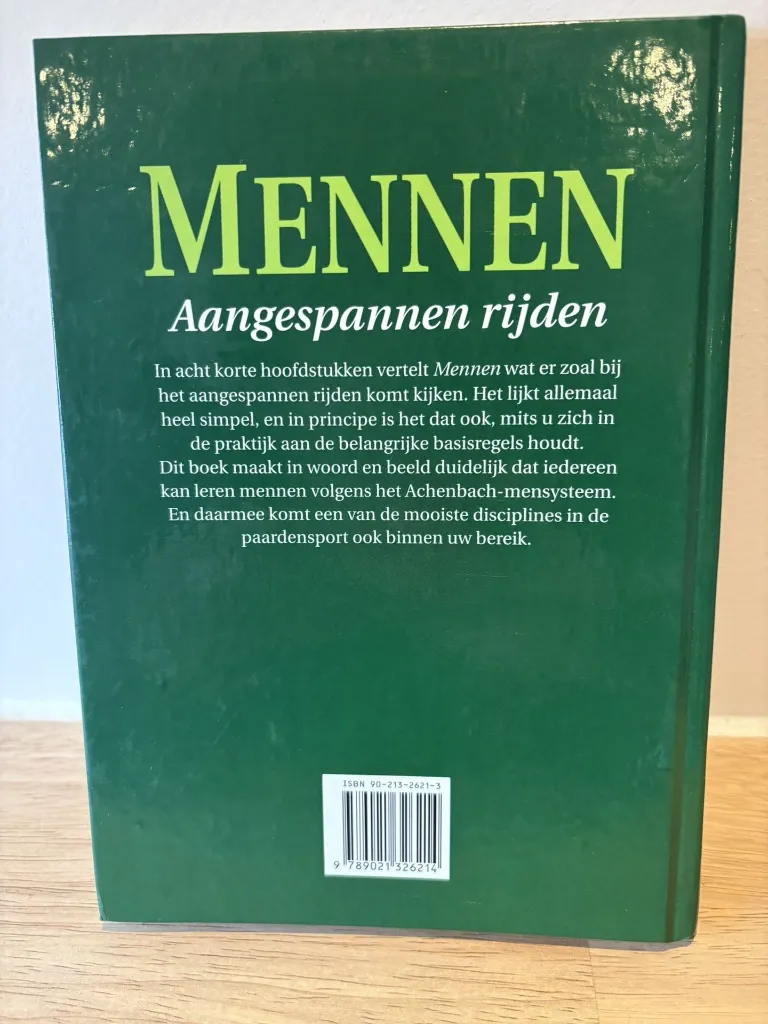 MENNEN
Aangespannen rijden
In acht korte hoofdstukken vertelt Mennen wat er zoal bij
het aangespannen rijden komt kijken. Het lijkt allemaal
heel simpel, en in principe is het dat ook, mits u zich in
de praktijk aan de belangrijke basisregels houdt.
Dit boek maakt in woord en beeld duidelijk dat iedereen
kan leren mennen volgens het Achenbach-mensysteem.
En daarmee komt een van de mooiste disciplines in de
paardensport ook binnen uw bereik.
ISBN 90-213-2621-3
9 789021 326214